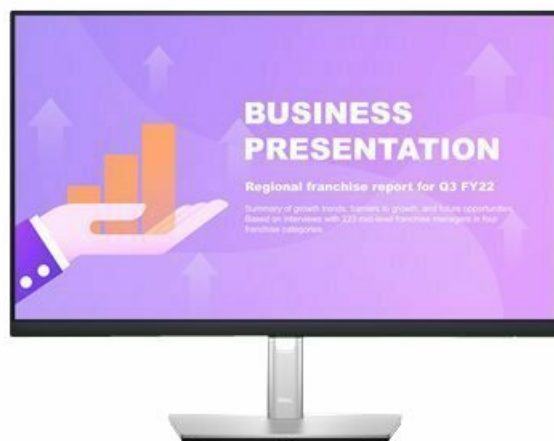 BUSINESS
PRESENTATION
Regional franchise report for Q3 FY22
Summary of growth trends, barriers to growth, and future opportunities.
Based on interviews with 223 mid-level franchise managers in four
franchise categories